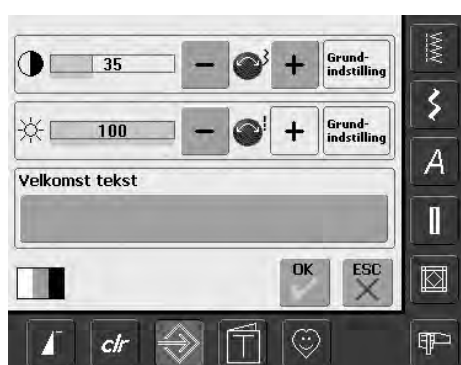 35
Grund-
indstilling
100
Grund-
indstilling
Velkomst tekst
OK
ESC
A
clr